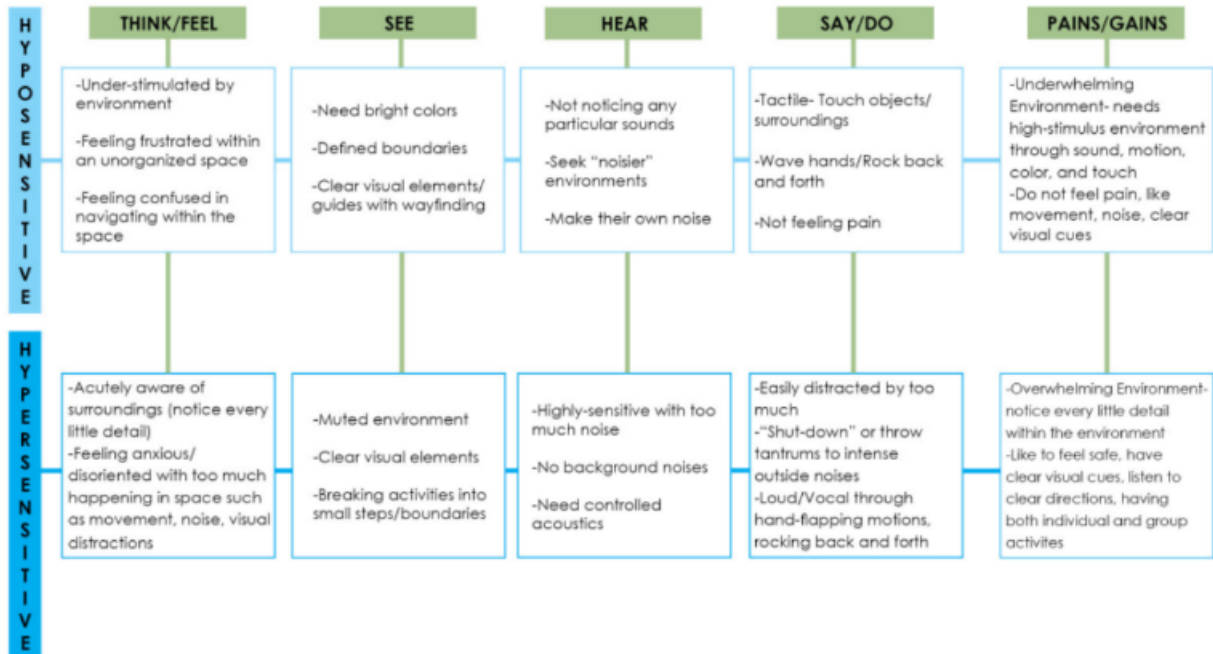 THINK/FEEL
SEE
HEAR
SAY/DO
PAINS/GAINS
HYPOSENSITIVE
-Under-stimulated by
environment
-Feeling frustrated within
an unorganized space
-Feeling confused in
navigating within the
space
-Need bright colors
-Defined boundaries
-Clear visual elements/
guides with wayfinding
-Not noticing any
particular sounds
-Seek "noisier"
environments
-Make their own noise
-Tactile- Touch objects/
surroundings
-Wave hands/Rock back
and forth
-Not feeling pain
-Underwhelming
Environment- needs
high-stimulus environment
through sound, motion,
color, and touch
-Do not feel pain, like
movement, noise, clear
visual cues
HYPERSENSITIVE
-Acutely aware of
surroundings (notice every
little detail)
-Feeling anxious/
disoriented with too much
happening in space such
as movement, noise, visual
distractions
-Muted environment
-Clear visual elements
-Breaking activities into
small steps/boundaries
-Highly-sensitive with too
much noise
-No background noises
-Need controlled
acoustics
-Easily distracted by too
much
-"Shut-down" or throw
tantrums to intense
outside noises
-Loud/Vocal through
hand-flapping motions,
rocking back and forth
-Overwhelming Environment-
notice every little detail
within the environment
-Like to feel safe, have
clear visual cues, listen to
clear directions, having
both individual and group
activites